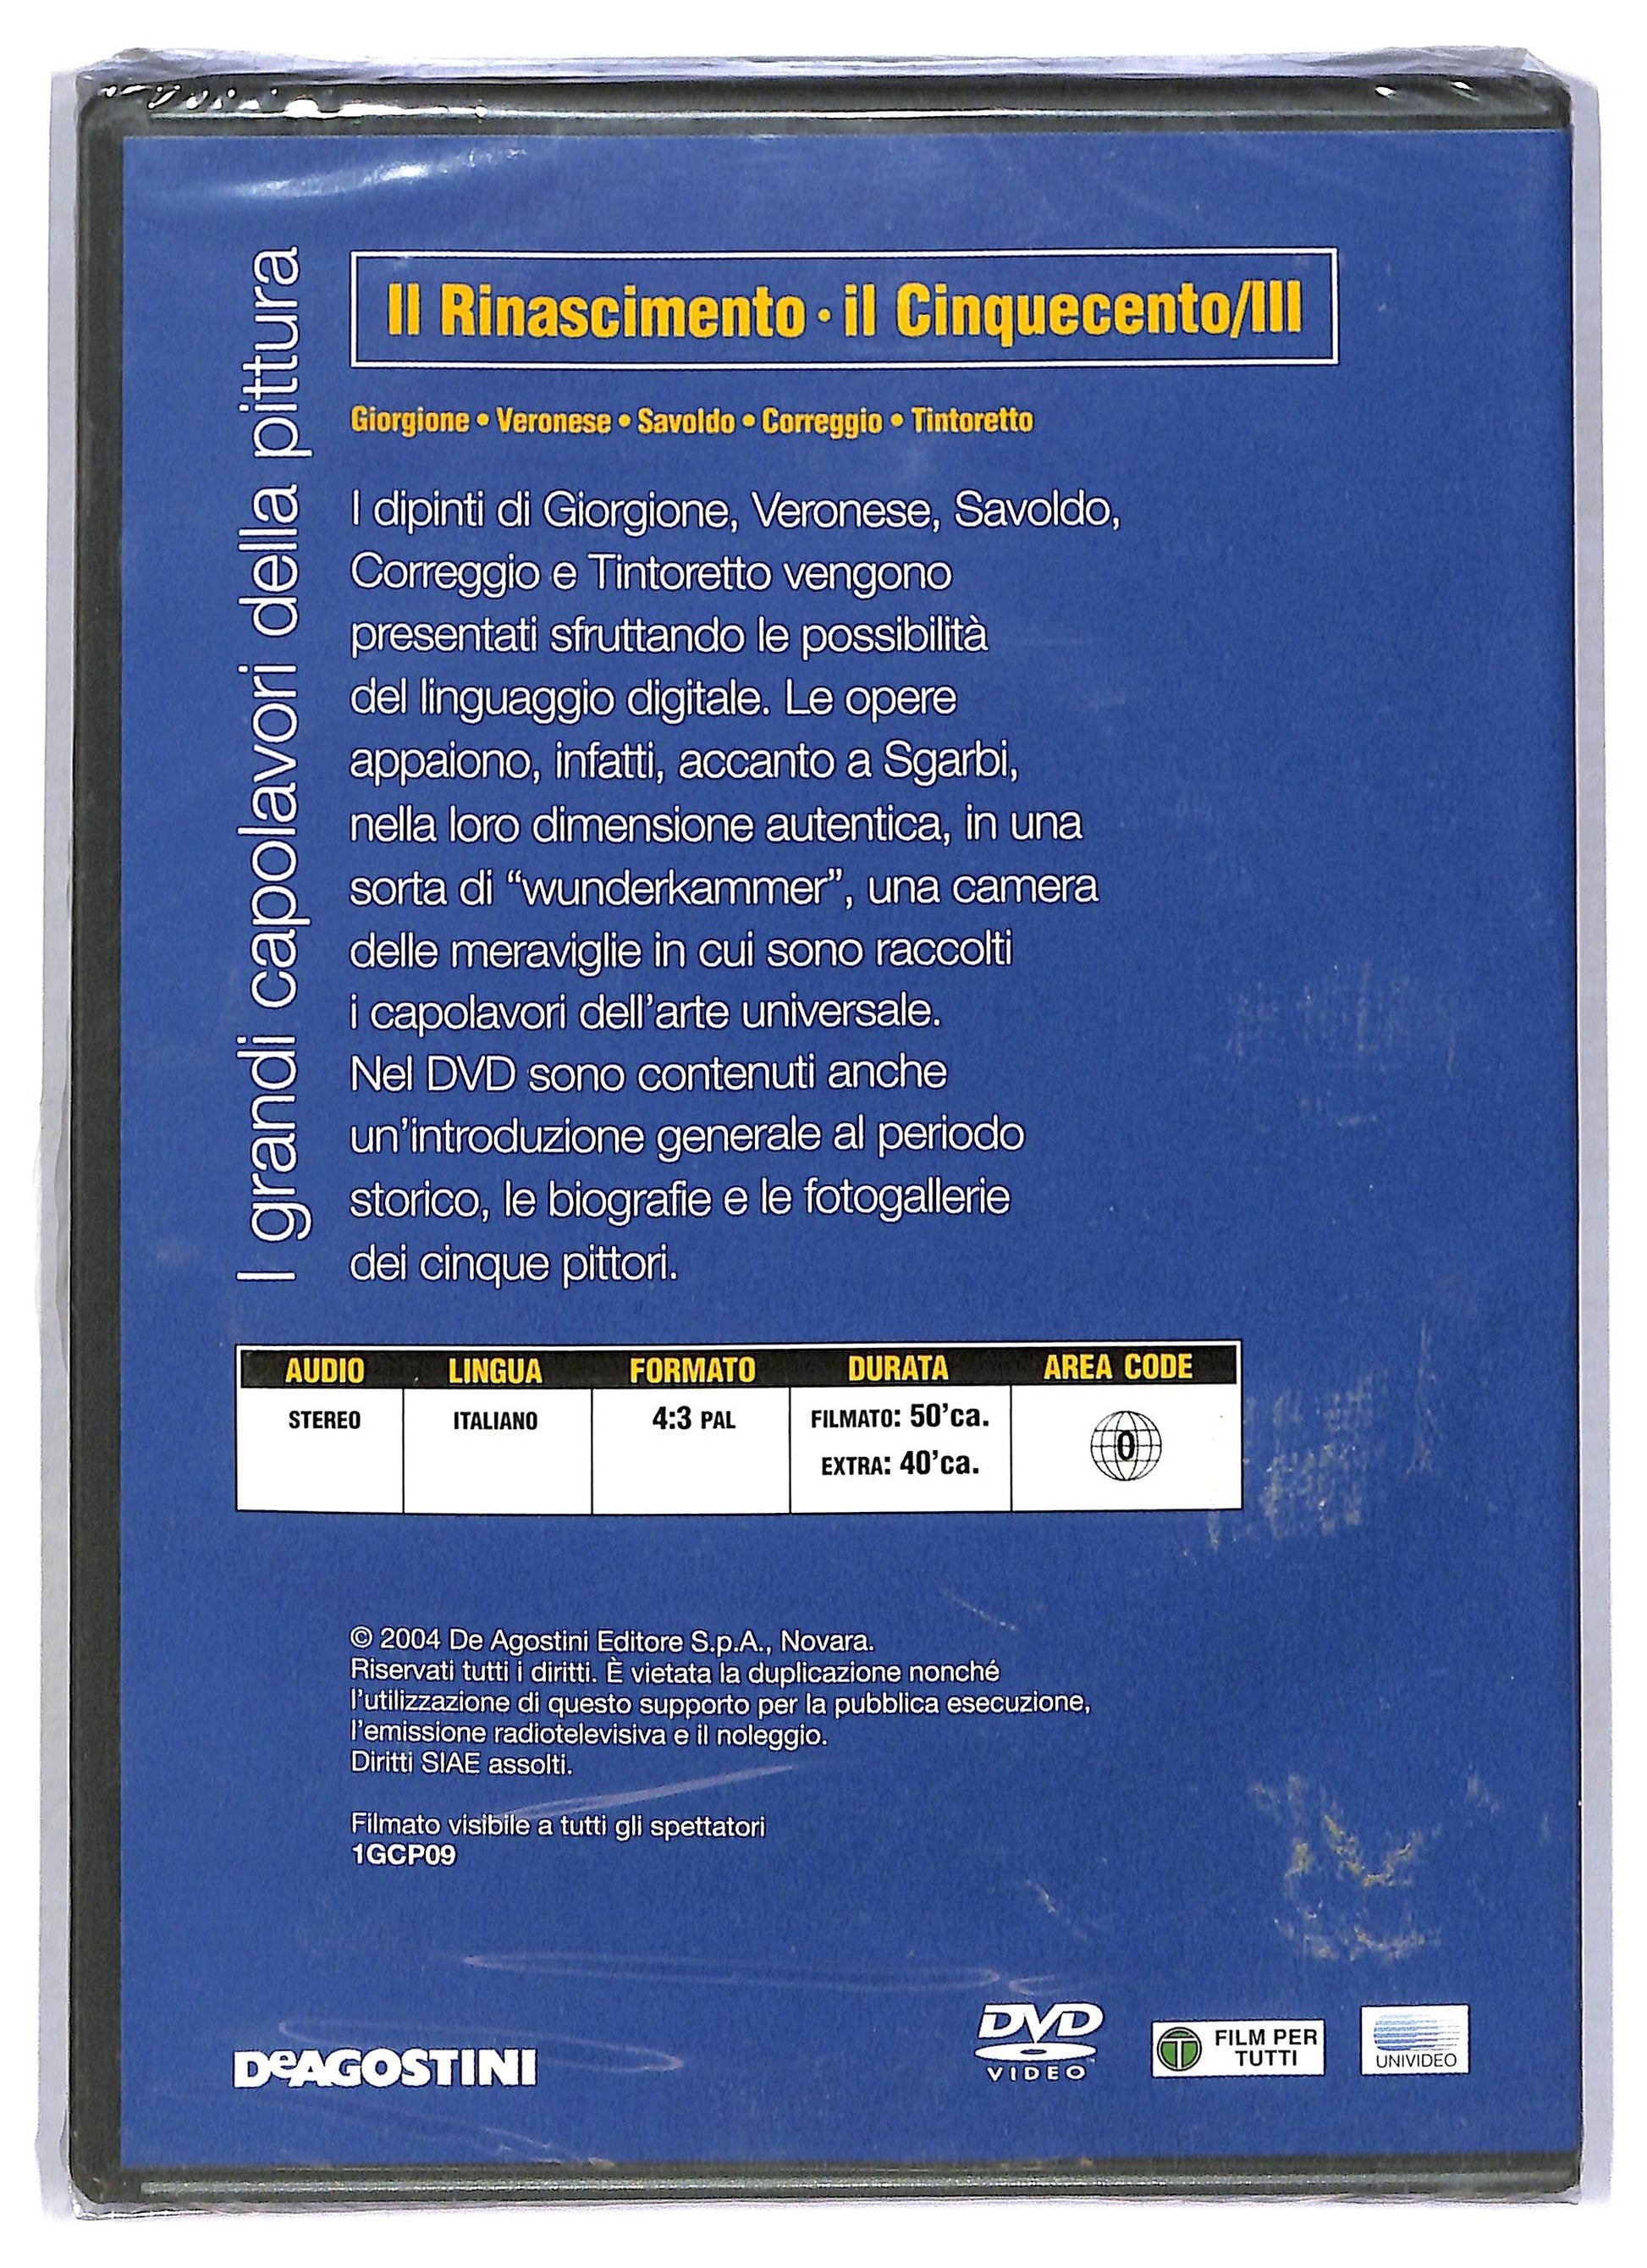 I grandi capolavori della pittura
Il Rinascimento · il Cinquecento/III
Giorgione • Veronese • Savoldo • Correggio • Tintoretto
I dipinti di Giorgione, Veronese, Savoldo,
Correggio e Tintoretto vengono
presentati sfruttando le possibilità
del linguaggio digitale. Le opere
appaiono, infatti, accanto a Sgarbi,
nella loro dimensione autentica, in una
sorta di “wunderkammer”, una camera
delle meraviglie in cui sono raccolti
i capolavori dell’arte universale.
Nel DVD sono contenuti anche
un’introduzione generale al periodo
storico, le biografie e le fotogallerie
dei cinque pittori.
AUDIO LINGUA FORMATO DURATA AREA CODE
STEREO ITALIANO 4:3 PAL FILMATO: 50’ca. 0
EXTRA: 40’ca.
© 2004 De Agostini Editore S.p.A., Novara.
Riservati tutti i diritti. È vietata la duplicazione nonché
l’utilizzazione di questo supporto per la pubblica esecuzione,
l’emissione radiotelevisiva e il noleggio.
Diritti SIAE assolti.
Filmato visibile a tutti gli spettatori
1GCP09
DeAGOSTINI
DVD
VIDEO™
T FILM PER
TUTTI
UNIVIDEO